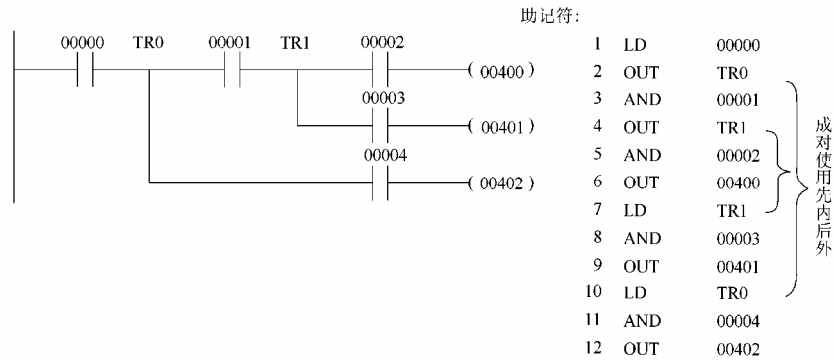 助记符:
00000 TR0 00001 TR1 00002
(00400)
00003
(00401)
00004
(00402)
1 LD 00000
2 OUT TR0
3 AND 00001
4 OUT TR1
5 AND 00002
6 OUT 00400
7 LD TR1
8 AND 00003
9 OUT 00401
10 LD TR0
11 AND 00004
12 OUT 00402
成对使用先内后外